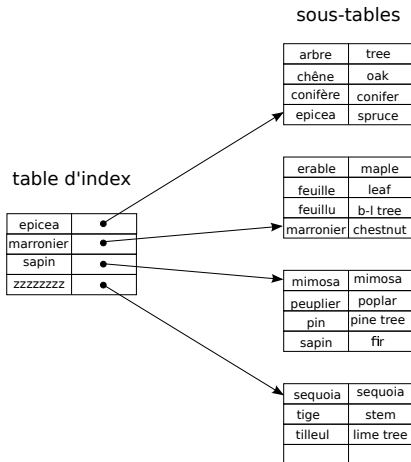 sous-tables
arbre tree
chêne oak
conifère conifer
epicea spruce
erable maple
feuille leaf
feuillu b-l tree
marronier chestnut
table d'index
epicea
marronier
sapin
zzzzzzzz
mimosa mimosa
peuplier poplar
pin pine tree
sapin fir
sequoia sequoia
tige stem
tilleul lime tree